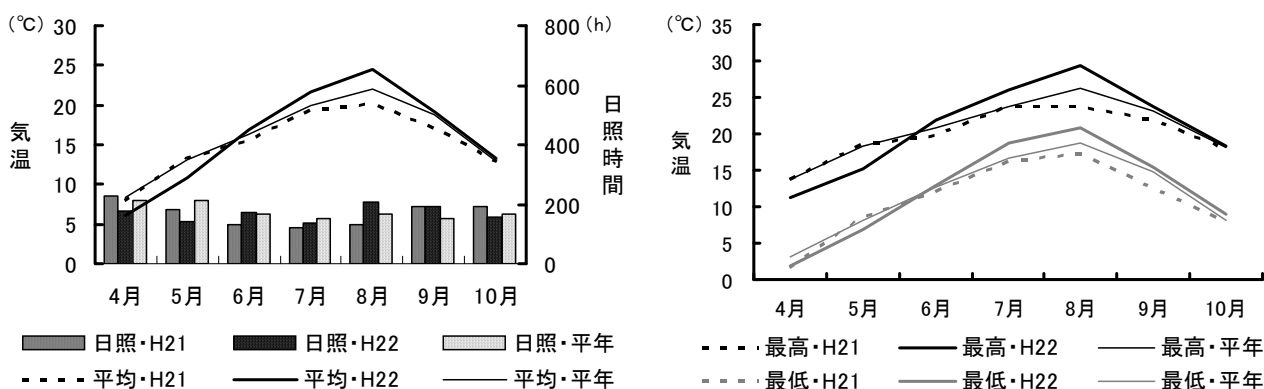 (℃)
30
25
20
15
10
5
0
気温
(h)
800
600
400
200
0
日照時間
4月 5月 6月 7月 8月 9月 10月
日照・H21 日照・H22 日照・平年
平均・H21 平均・H22 平均・平年
(℃)
35
30
25
20
15
10
5
0
気温
4月 5月 6月 7月 8月 9月 10月
最高・H21 最高・H22 最高・平年
最低・H21 最低・H22 最低・平年